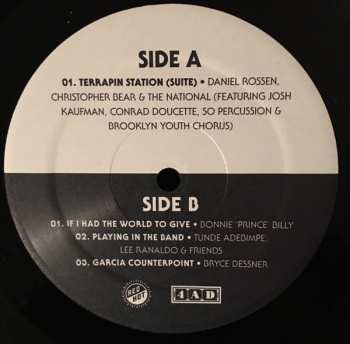 SIDE A
01. TERRAPIN STATION (SUITE) • DANIEL ROSSEN,
CHRISTOPHER BEAR & THE NATIONAL (FEATURING JOSH
KAUFMAN, CONRAD DOUCETTE, SO PERCUSSION &
BROOKLYN YOUTH CHORUS)
SIDE B
01. IF I HAD THE WORLD TO GIVE • BONNIE 'PRINCE' BILLY
02. PLAYING IN THE BAND • TUNDE ADEBIMPE,
LEE RANALDO & FRIENDS
03. GARCIA COUNTERPOINT • BRYCE DESSNER
RED HOT
4AD